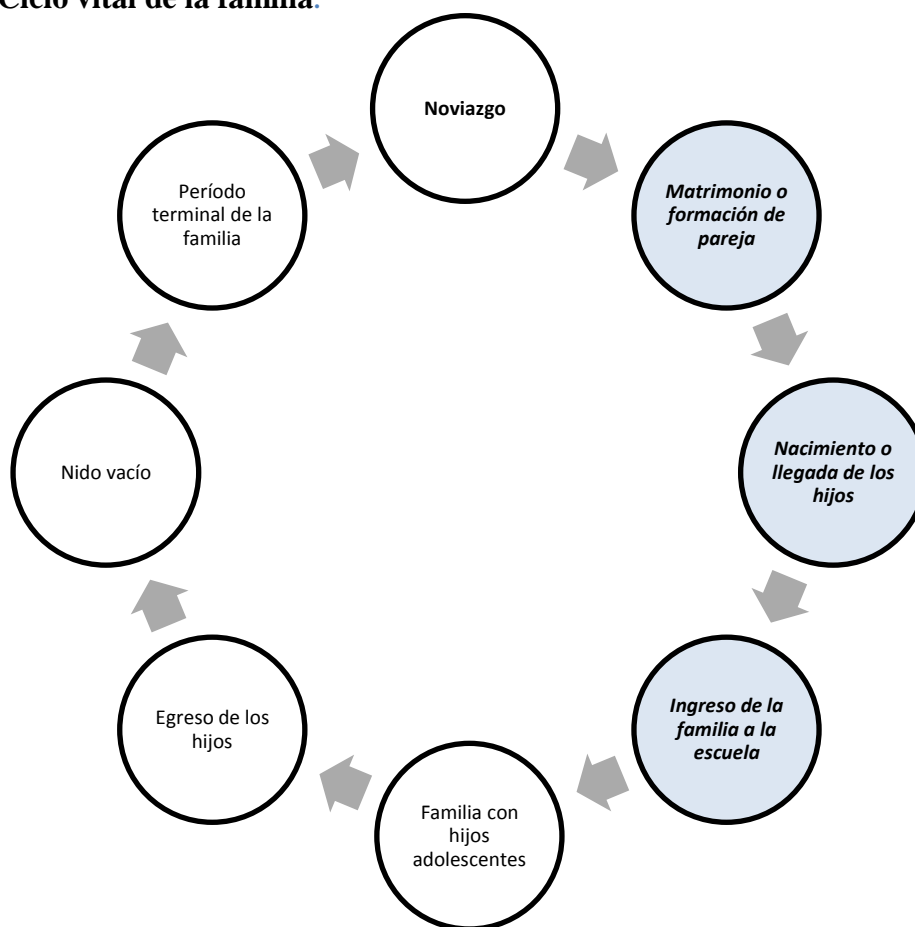 Ciclo vital de la familia.
Noviazgo
Matrimonio o
formación de
pareja
Nacimiento o
llegada de los
hijos
Ingreso de la
familia a la
escuela
Familia con
hijos
adolescentes
Egreso de los
hijos
Nido vacío
Período
terminal de la
familia